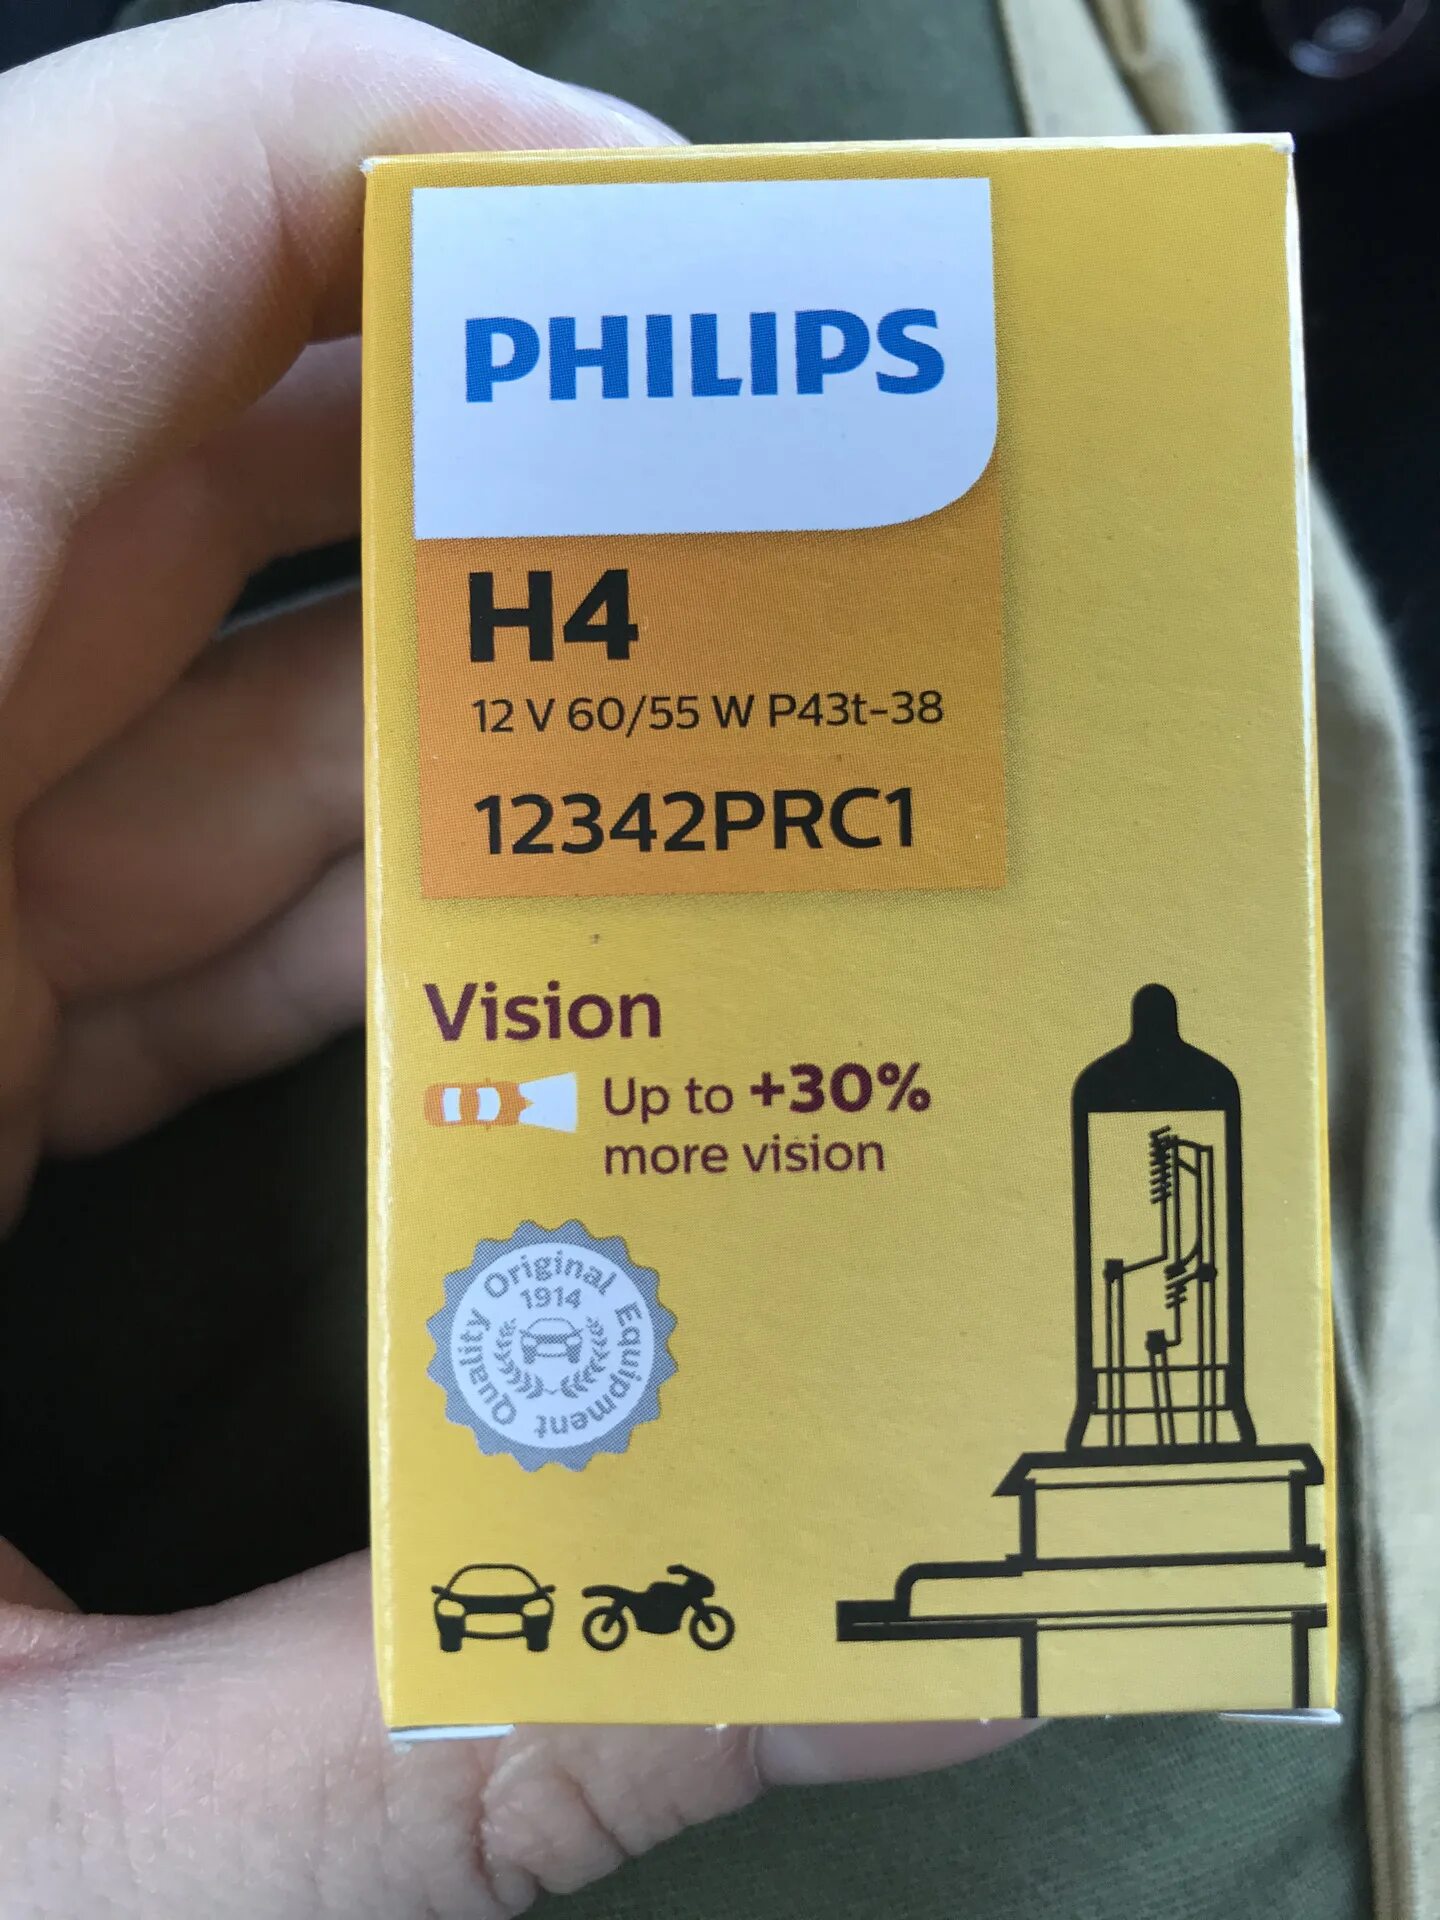 PHILIPS
H4
12 V 60/55 W P43t-38
12342PRC1
Vision
Up to +30%
more vision
Quality Original Equipment
1914